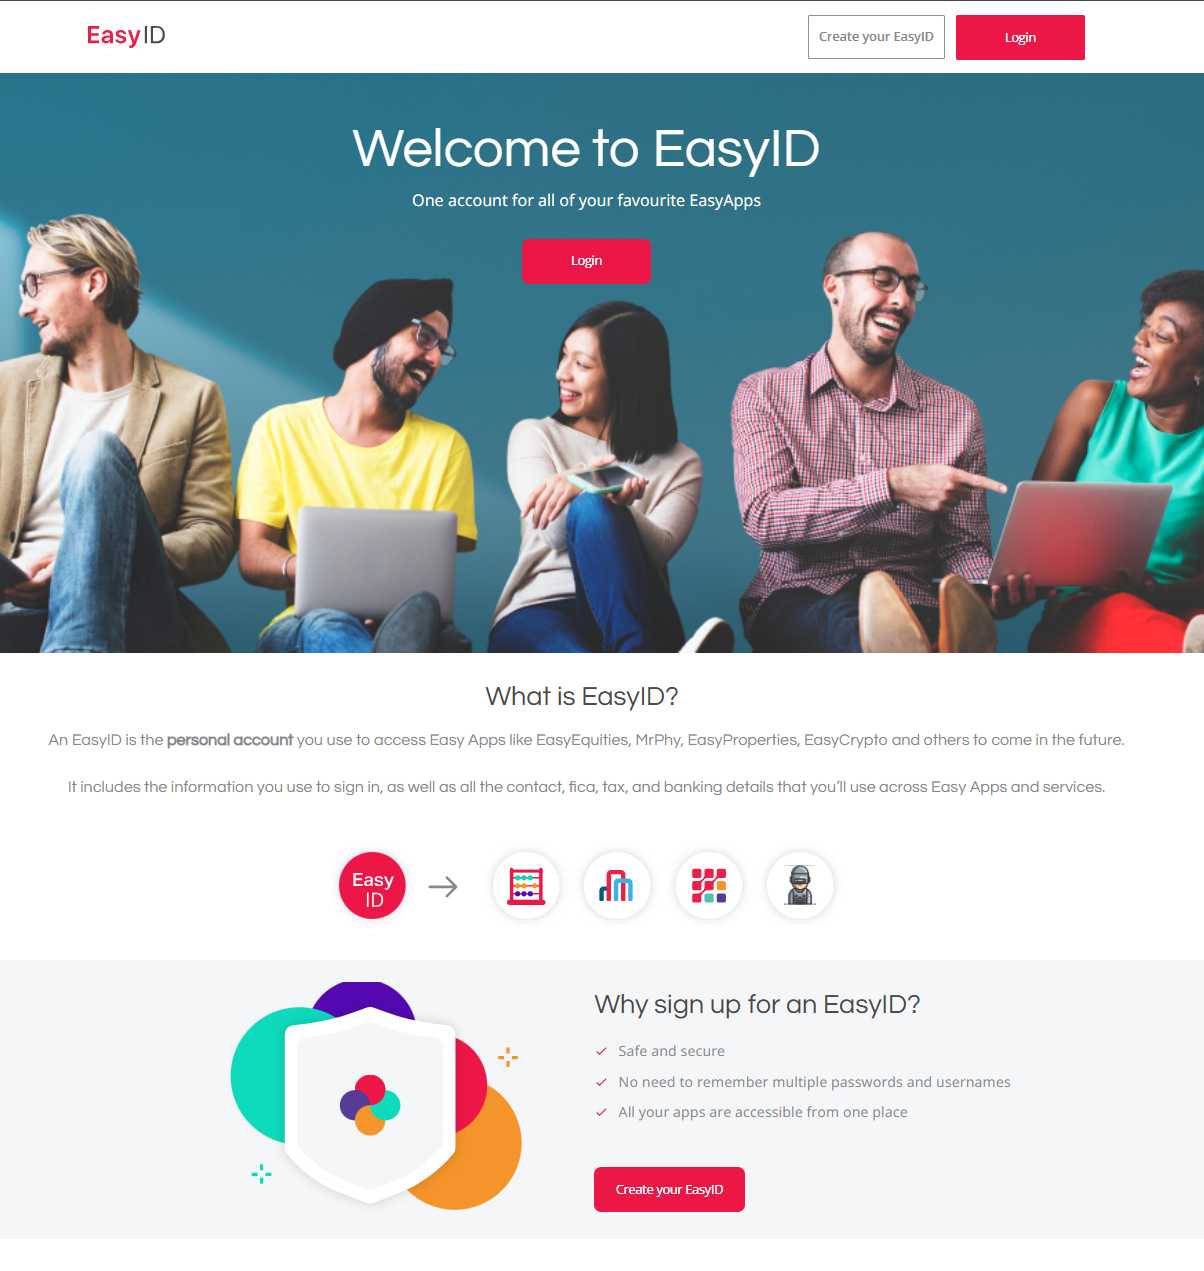 EasyID
Create your EasyID
Login
Welcome to EasyID
One account for all of your favourite EasyApps
Login
What is EasyID?
An EasyID is the personal account you use to access Easy Apps like EasyEquities, MrPhy, EasyProperties, EasyCrypto and others to come in the future.
It includes the information you use to sign in, as well as all the contact, fica, tax, and banking details that you’ll use across Easy Apps and services.
Easy
ID
Why sign up for an EasyID?
Safe and secure
No need to remember multiple passwords and usernames
All your apps are accessible from one place
Create your EasyID